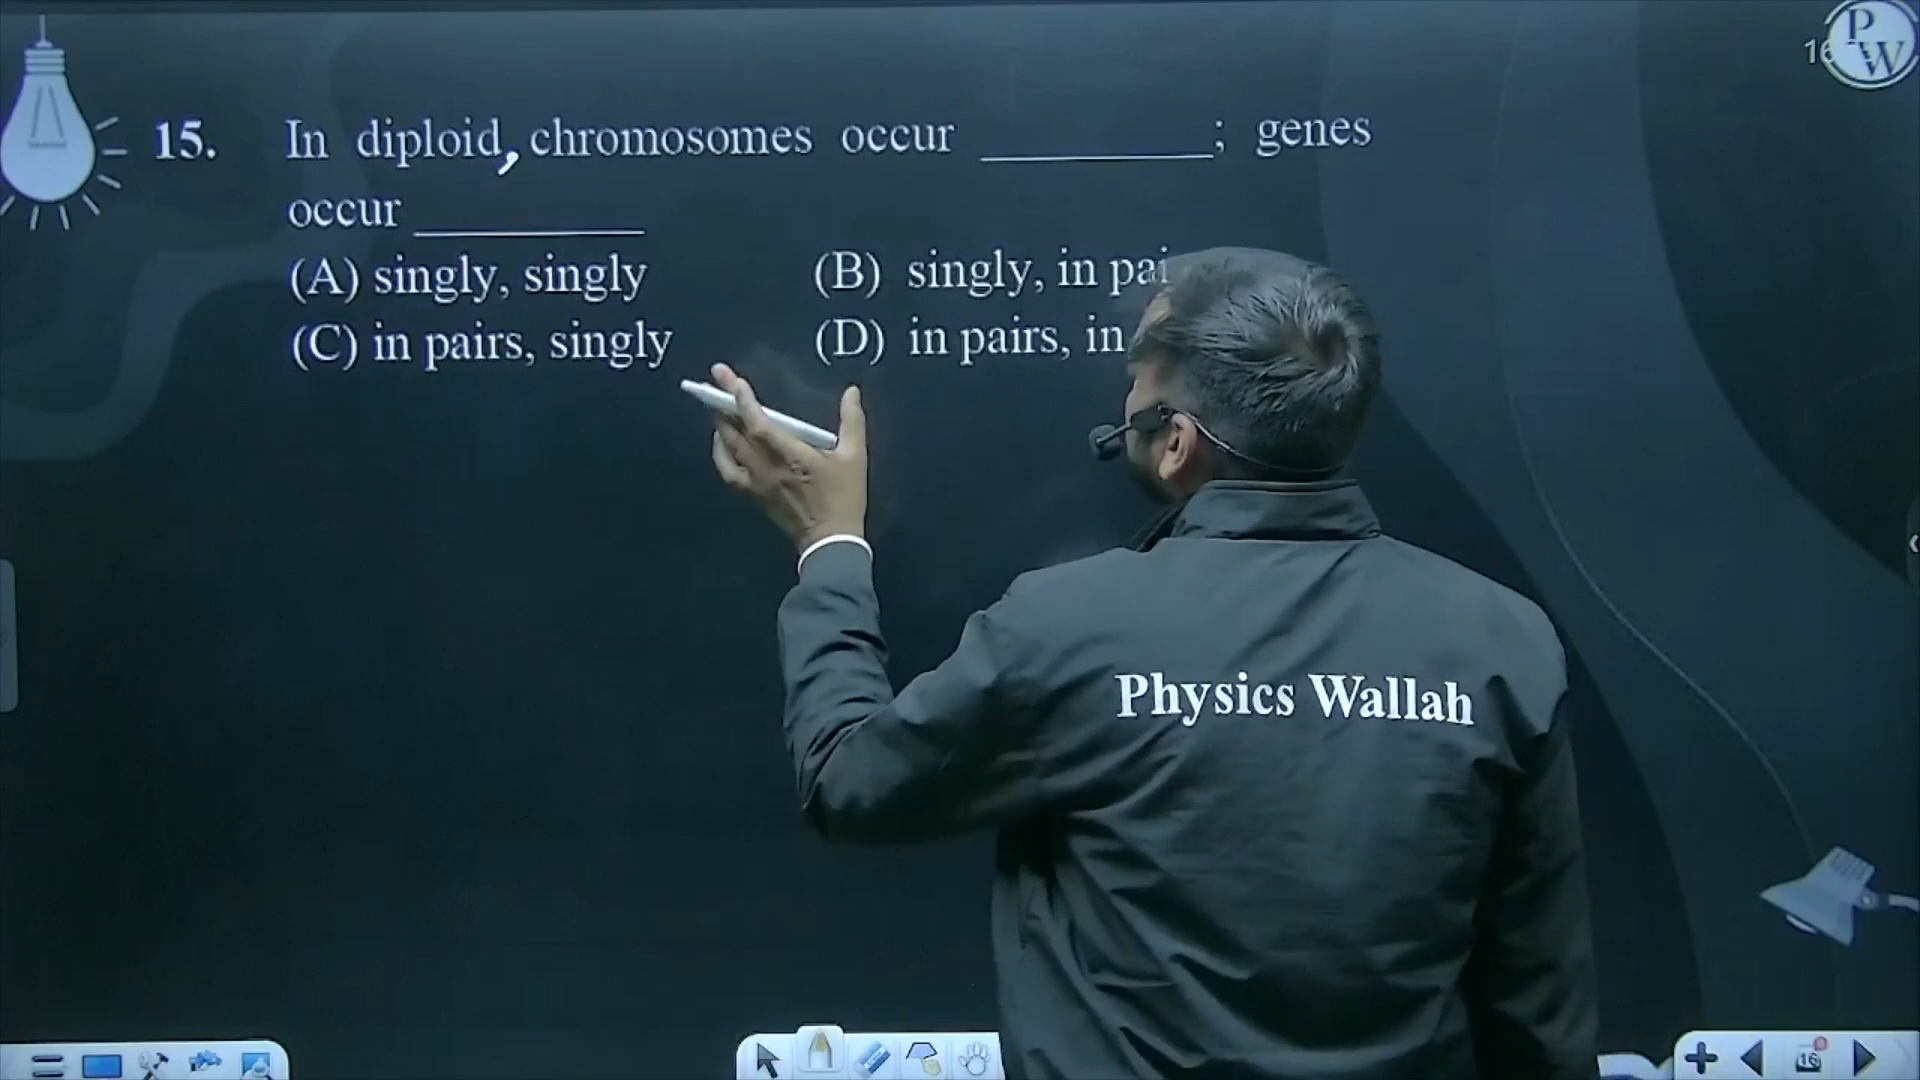 PW
15. In diploid, chromosomes occur ________; genes
occur ________
(A) singly, singly
(B) singly, in
(C) in pairs, singly
(D) in pairs, in
Physics Wallah
16